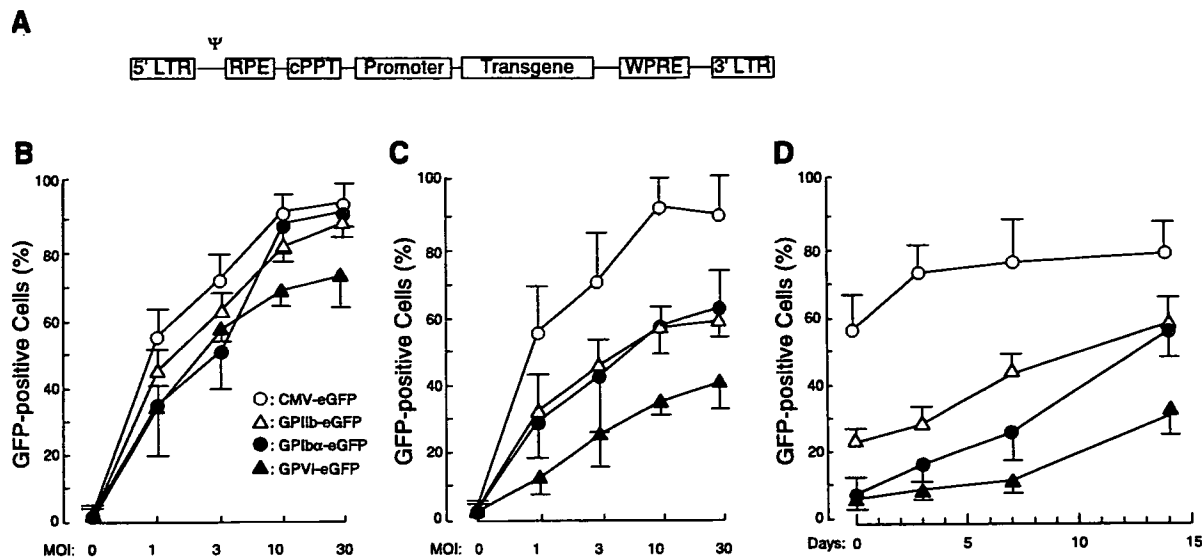 A
Ψ
5' LTR RPE cPPT Promoter Transgene WPRE 3' LTR
B
GFP-positive Cells (%)
100
80
60
40
20
0
MOI: 0 1 3 10 30
○: CMV-eGFP
△: GPIIb-eGFP
●: GPIbα-eGFP
▲: GPVI-eGFP
C
GFP-positive Cells (%)
100
80
60
40
20
0
MOI: 0 1 3 10 30
D
GFP-positive Cells (%)
100
80
60
40
20
0
Days: 0 5 10 15